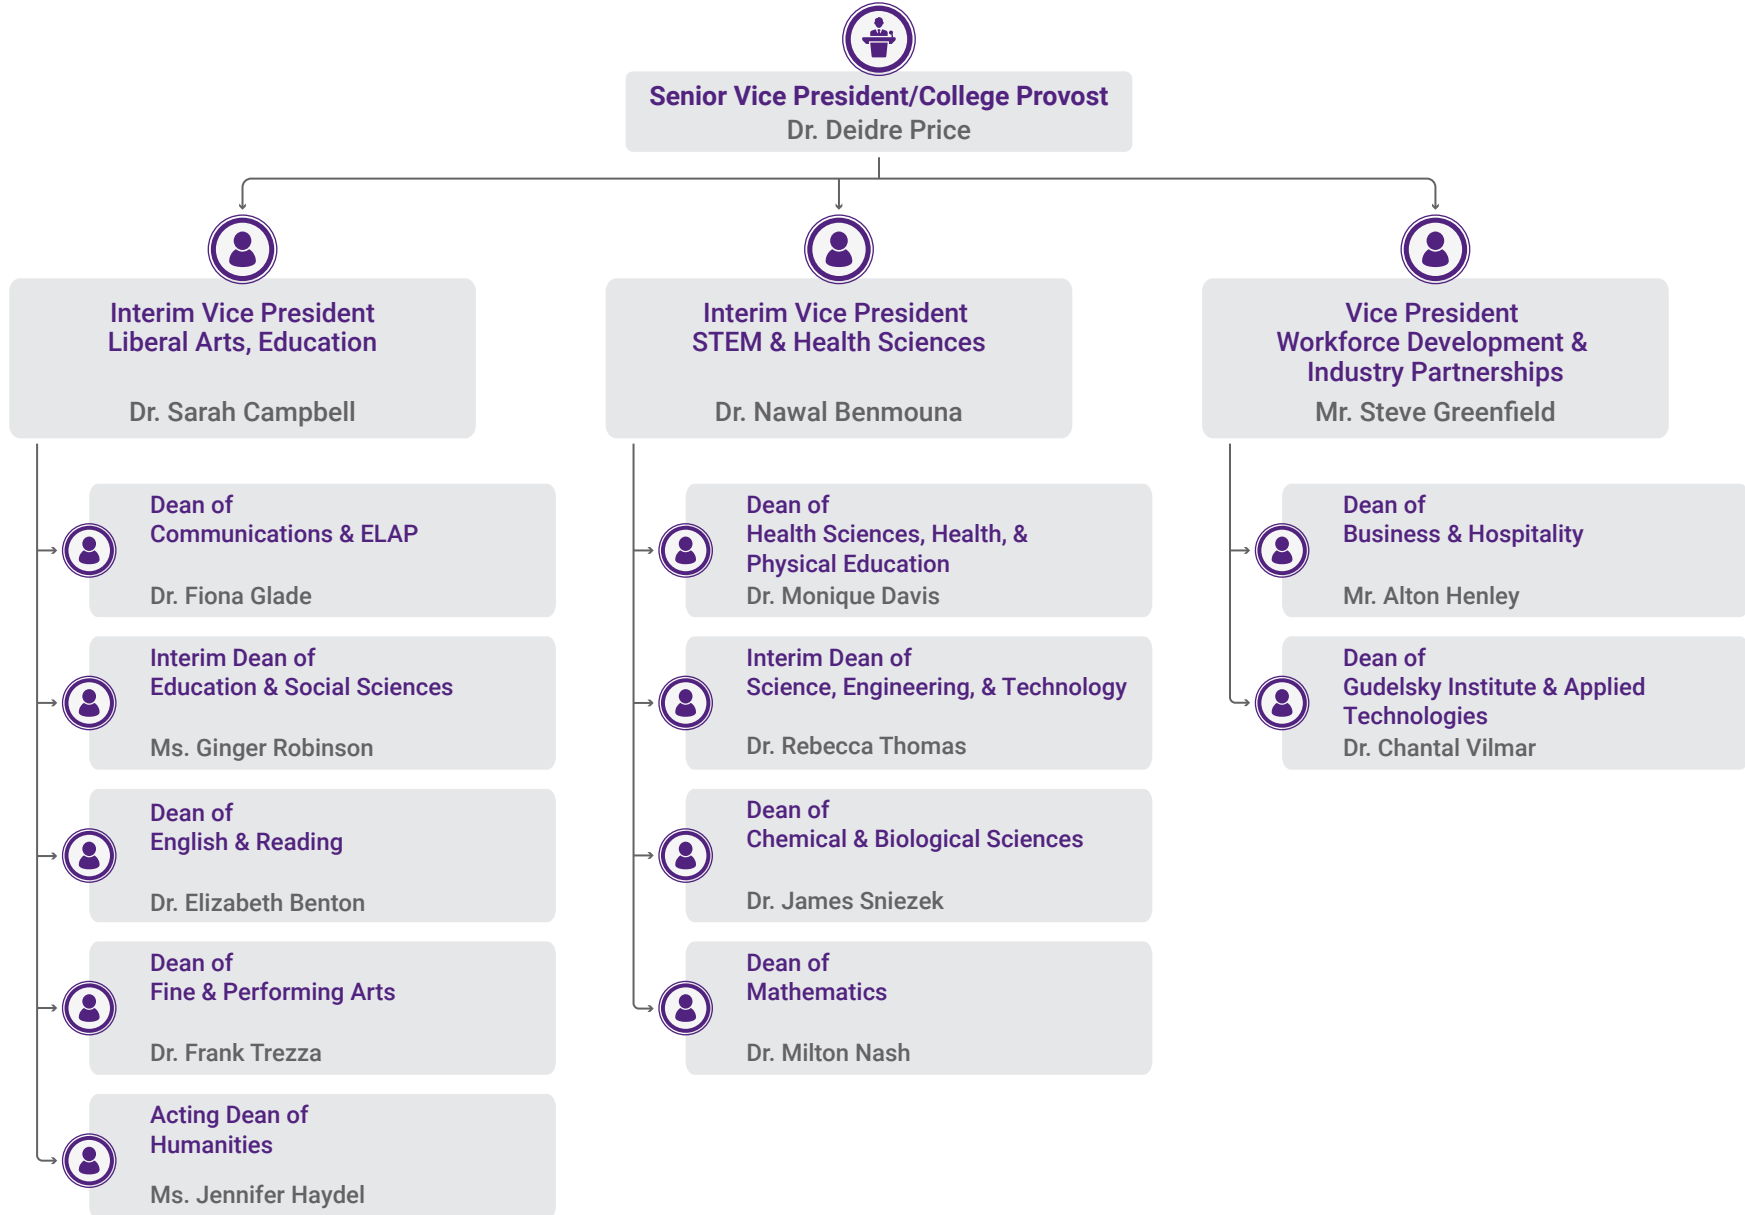 Senior Vice President/College Provost
Dr. Deidre Price
Interim Vice President
Liberal Arts, Education
Dr. Sarah Campbell
Dean of
Communications & ELAP
Dr. Fiona Glade
Interim Dean of
Education & Social Sciences
Ms. Ginger Robinson
Dean of
English & Reading
Dr. Elizabeth Benton
Dean of
Fine & Performing Arts
Dr. Frank Trezza
Acting Dean of
Humanities
Ms. Jennifer Haydel
Interim Vice President
STEM & Health Sciences
Dr. Nawal Benmouna
Dean of
Health Sciences, Health, &
Physical Education
Dr. Monique Davis
Interim Dean of
Science, Engineering, & Technology
Dr. Rebecca Thomas
Dean of
Chemical & Biological Sciences
Dr. James Sniezek
Dean of
Mathematics
Dr. Milton Nash
Vice President
Workforce Development &
Industry Partnerships
Mr. Steve Greenfield
Dean of
Business & Hospitality
Mr. Alton Henley
Dean of
Gudelsky Institute & Applied
Technologies
Dr. Chantal Vilmar